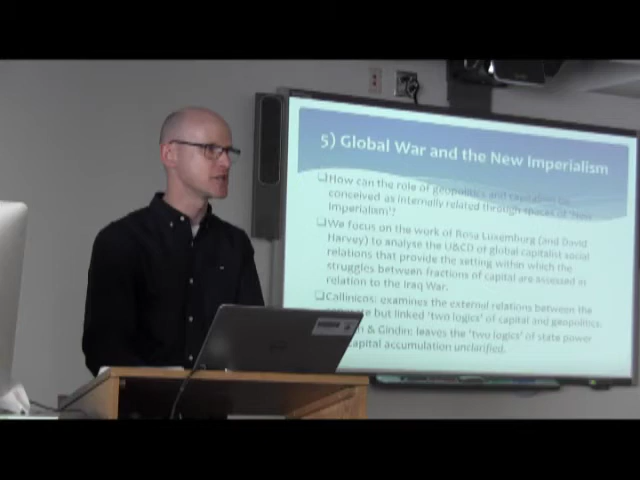 5) Global War and the New Imperialism
How can the role of geopolitics and capitalism be
conceived as internally related through spaces of 'New
Imperialism'?
We focus on the work of Rosa Luxemburg (and David
Harvey) to analyse the U&CD of global capitalist social
relations that provide the setting within which the
struggles between fractions of capital are assessed in
relation to the Iraq War.
Callinicos: examines the external relations between the
but linked 'two logics' of capital and geopolitics.
& Gindin: leaves the 'two logics' of state power
capital accumulation unclarified.